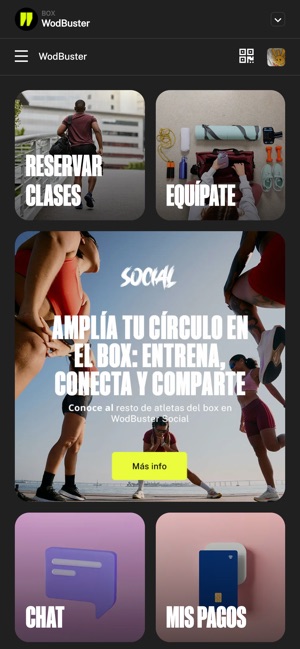 BOX
WodBuster
WodBuster
RESERVAR
CLASES
EQUÍPATE
SOCIAL
AMPLÍA TU CÍRCULO EN
EL BOX: ENTRENA,
CONECTA Y COMPARTE
Conoce al resto de atletas del box en
WodBuster Social
Más info
CHAT
MIS PAGOS